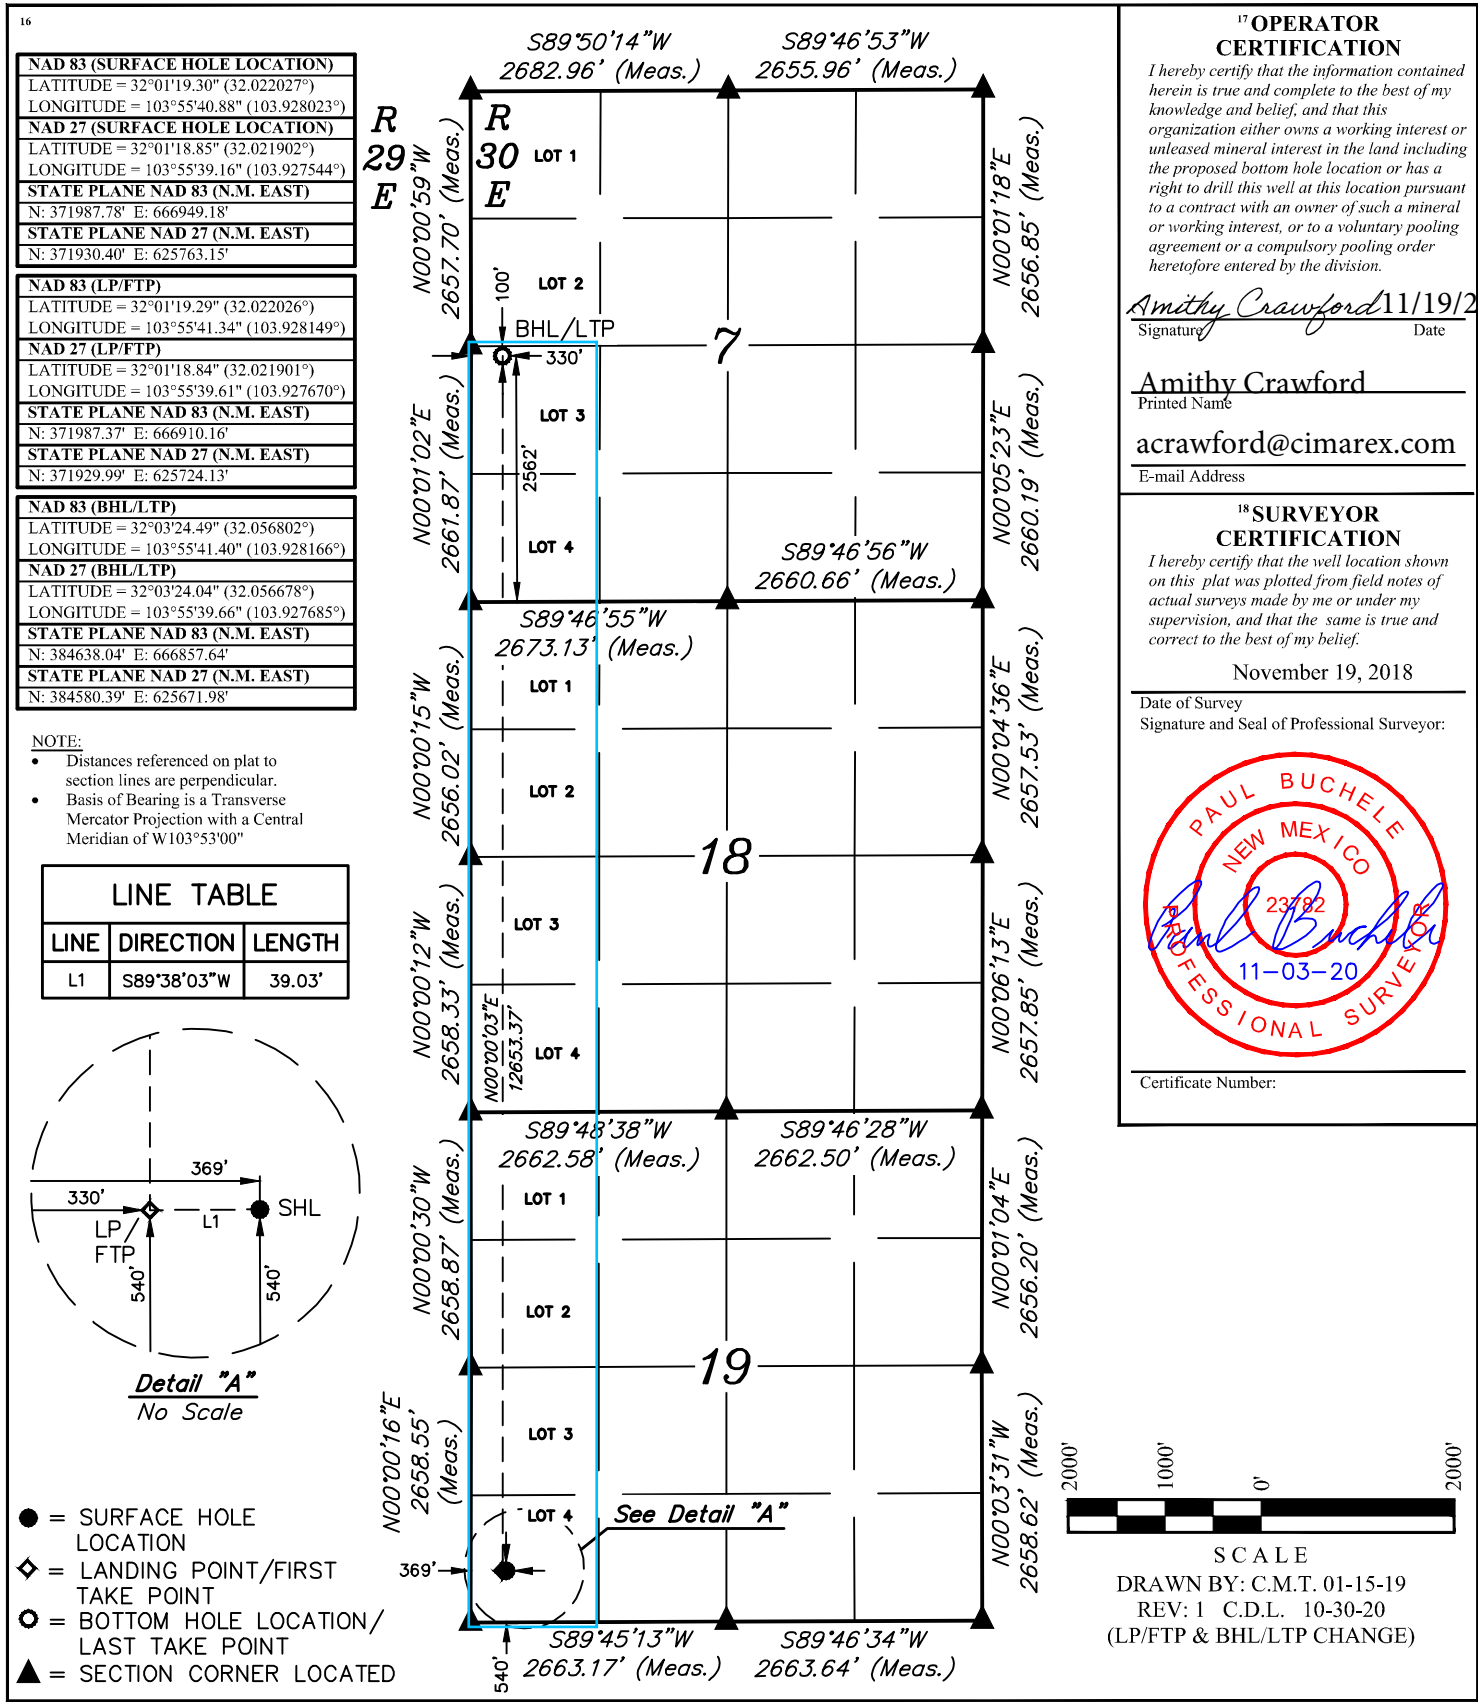 16
NAD 83 (SURFACE HOLE LOCATION)
LATITUDE = 32°01'19.30" (32.022027°)
LONGITUDE = 103°55'40.88" (103.928023°)
NAD 27 (SURFACE HOLE LOCATION)
LATITUDE = 32°01'18.85" (32.021902°)
LONGITUDE = 103°55'39.16" (103.927544°)
STATE PLANE NAD 83 (N.M. EAST)
N: 371987.78' E: 666949.18'
STATE PLANE NAD 27 (N.M. EAST)
N: 371930.40' E: 625763.15'
NAD 83 (LP/FTP)
LATITUDE = 32°01'19.29" (32.022026°)
LONGITUDE = 103°55'41.34" (103.928149°)
NAD 27 (LP/FTP)
LATITUDE = 32°01'18.84" (32.021901°)
LONGITUDE = 103°55'39.61" (103.927670°)
STATE PLANE NAD 83 (N.M. EAST)
N: 371987.37' E: 666910.16'
STATE PLANE NAD 27 (N.M. EAST)
N: 371929.99' E: 625724.13'
NAD 83 (BHL/LTP)
LATITUDE = 32°03'24.49" (32.056802°)
LONGITUDE = 103°55'41.40" (103.928166°)
NAD 27 (BHL/LTP)
LATITUDE = 32°03'24.04" (32.056678°)
LONGITUDE = 103°55'39.66" (103.927685°)
STATE PLANE NAD 83 (N.M. EAST)
N: 384638.04' E: 666857.64'
STATE PLANE NAD 27 (N.M. EAST)
N: 384580.39' E: 625671.98'
NOTE:
• Distances referenced on plat to
section lines are perpendicular.
• Basis of Bearing is a Transverse
Mercator Projection with a Central
Meridian of W103°53'00"
LINE TABLE
LINE DIRECTION LENGTH
L1 S89°38'03"W 39.03'
369'
330'
L1
SHL
LP/
FTP
540'
540'
Detail "A"
No Scale
= SURFACE HOLE
LOCATION
= LANDING POINT/FIRST
TAKE POINT
= BOTTOM HOLE LOCATION/
LAST TAKE POINT
= SECTION CORNER LOCATED
S89°50'14"W
2682.96' (Meas.)
S89°46'53"W
2655.96' (Meas.)
R
29
E
R
30
E
N00°00'59"W
2657.70' (Meas.)
N00°01'18"E
2656.85' (Meas.)
LOT 1
LOT 2
100'
BHL/LTP
330'
7
LOT 3
2562'
LOT 4
N00°01'02"E
2661.87' (Meas.)
N00°05'23"E
2660.19' (Meas.)
S89°46'56"W
2660.66' (Meas.)
S89°46'55"W
2673.13' (Meas.)
LOT 1
LOT 2
N00°00'15"W
2656.02' (Meas.)
N00°04'36"E
2657.53' (Meas.)
18
LOT 3
LOT 4
N00°00'12"W
2658.33' (Meas.)
N00°00'03"E
12653.37'
N00°06'13"E
2657.85' (Meas.)
S89°48'38"W
2662.58' (Meas.)
S89°46'28"W
2662.50' (Meas.)
LOT 1
LOT 2
N00°00'30"W
2658.87' (Meas.)
N00°01'04"E
2656.20' (Meas.)
19
LOT 3
LOT 4
N00°00'16"E
2658.55'
(Meas.)
N00°03'31"W
2658.62' (Meas.)
See Detail "A"
369'
540'
S89°45'13"W
2663.17' (Meas.)
S89°46'34"W
2663.64' (Meas.)
17 OPERATOR
CERTIFICATION
I hereby certify that the information contained
herein is true and complete to the best of my
knowledge and belief, and that this
organization either owns a working interest or
unleased mineral interest in the land including
the proposed bottom hole location or has a
right to drill this well at this location pursuant
to a contract with an owner of such a mineral
or working interest, or to a voluntary pooling
agreement or a compulsory pooling order
heretofore entered by the division.
Amithy Crawford 11/19/2
Signature Date
Amithy Crawford
Printed Name
acrawford@cimarex.com
E-mail Address
18 SURVEYOR
CERTIFICATION
I hereby certify that the well location shown
on this plat was plotted from field notes of
actual surveys made by me or under my
supervision, and that the same is true and
correct to the best of my belief.
November 19, 2018
Date of Survey
Signature and Seal of Professional Surveyor:
PAUL BUCHELE
NEW MEXICO
23782
Paul Buchele
11-03-20
PROFESSIONAL SURVEYOR
Certificate Number:
2000' 1000' 0' 2000'
SCALE
DRAWN BY: C.M.T. 01-15-19
REV: 1 C.D.L. 10-30-20
(LP/FTP & BHL/LTP CHANGE)